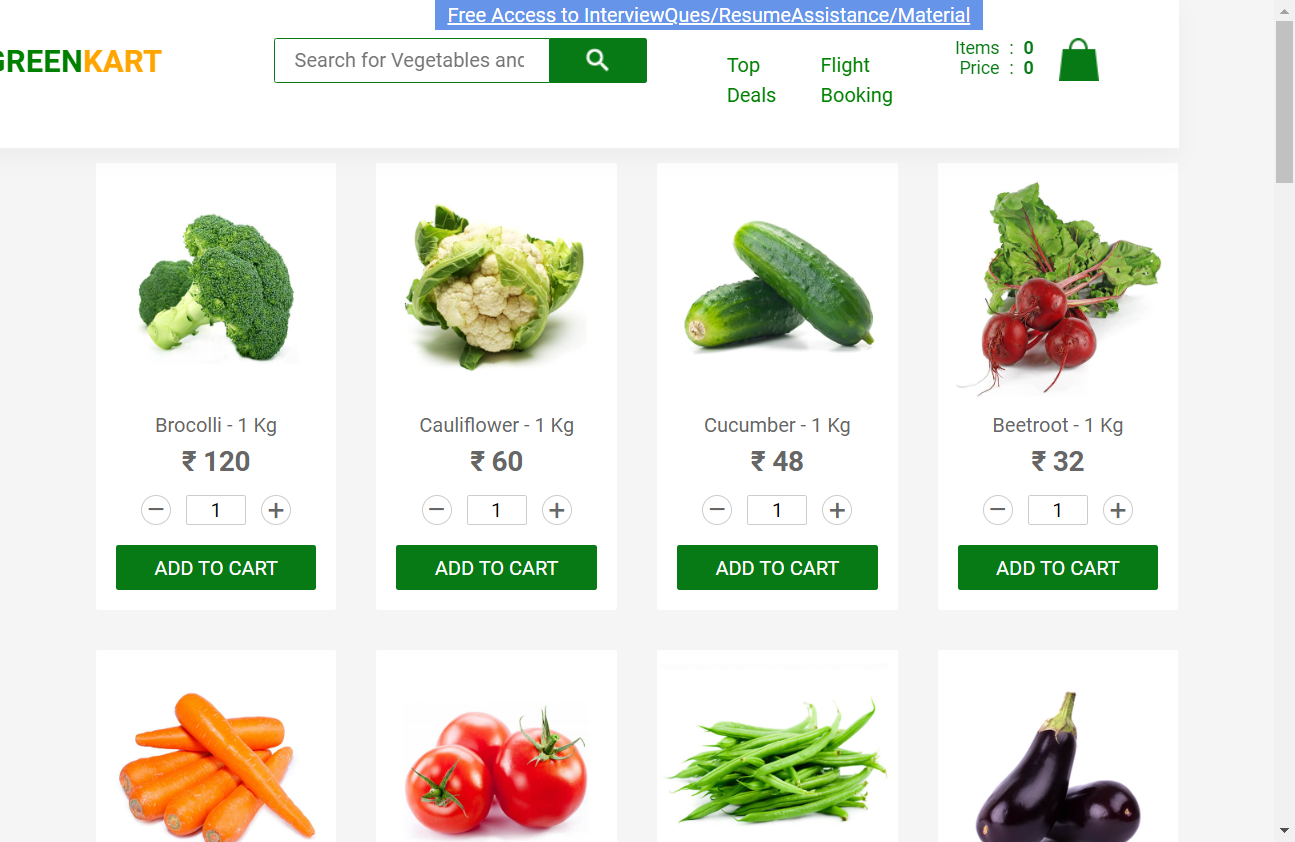 Free Access to InterviewQues/ResumeAssistance/Material
GREENKART
Search for Vegetables and
Top Deals
Flight Booking
Items : 0
Price : 0
Brocolli - 1 Kg
₹ 120
− 1 +
ADD TO CART
Cauliflower - 1 Kg
₹ 60
− 1 +
ADD TO CART
Cucumber - 1 Kg
₹ 48
− 1 +
ADD TO CART
Beetroot - 1 Kg
₹ 32
− 1 +
ADD TO CART